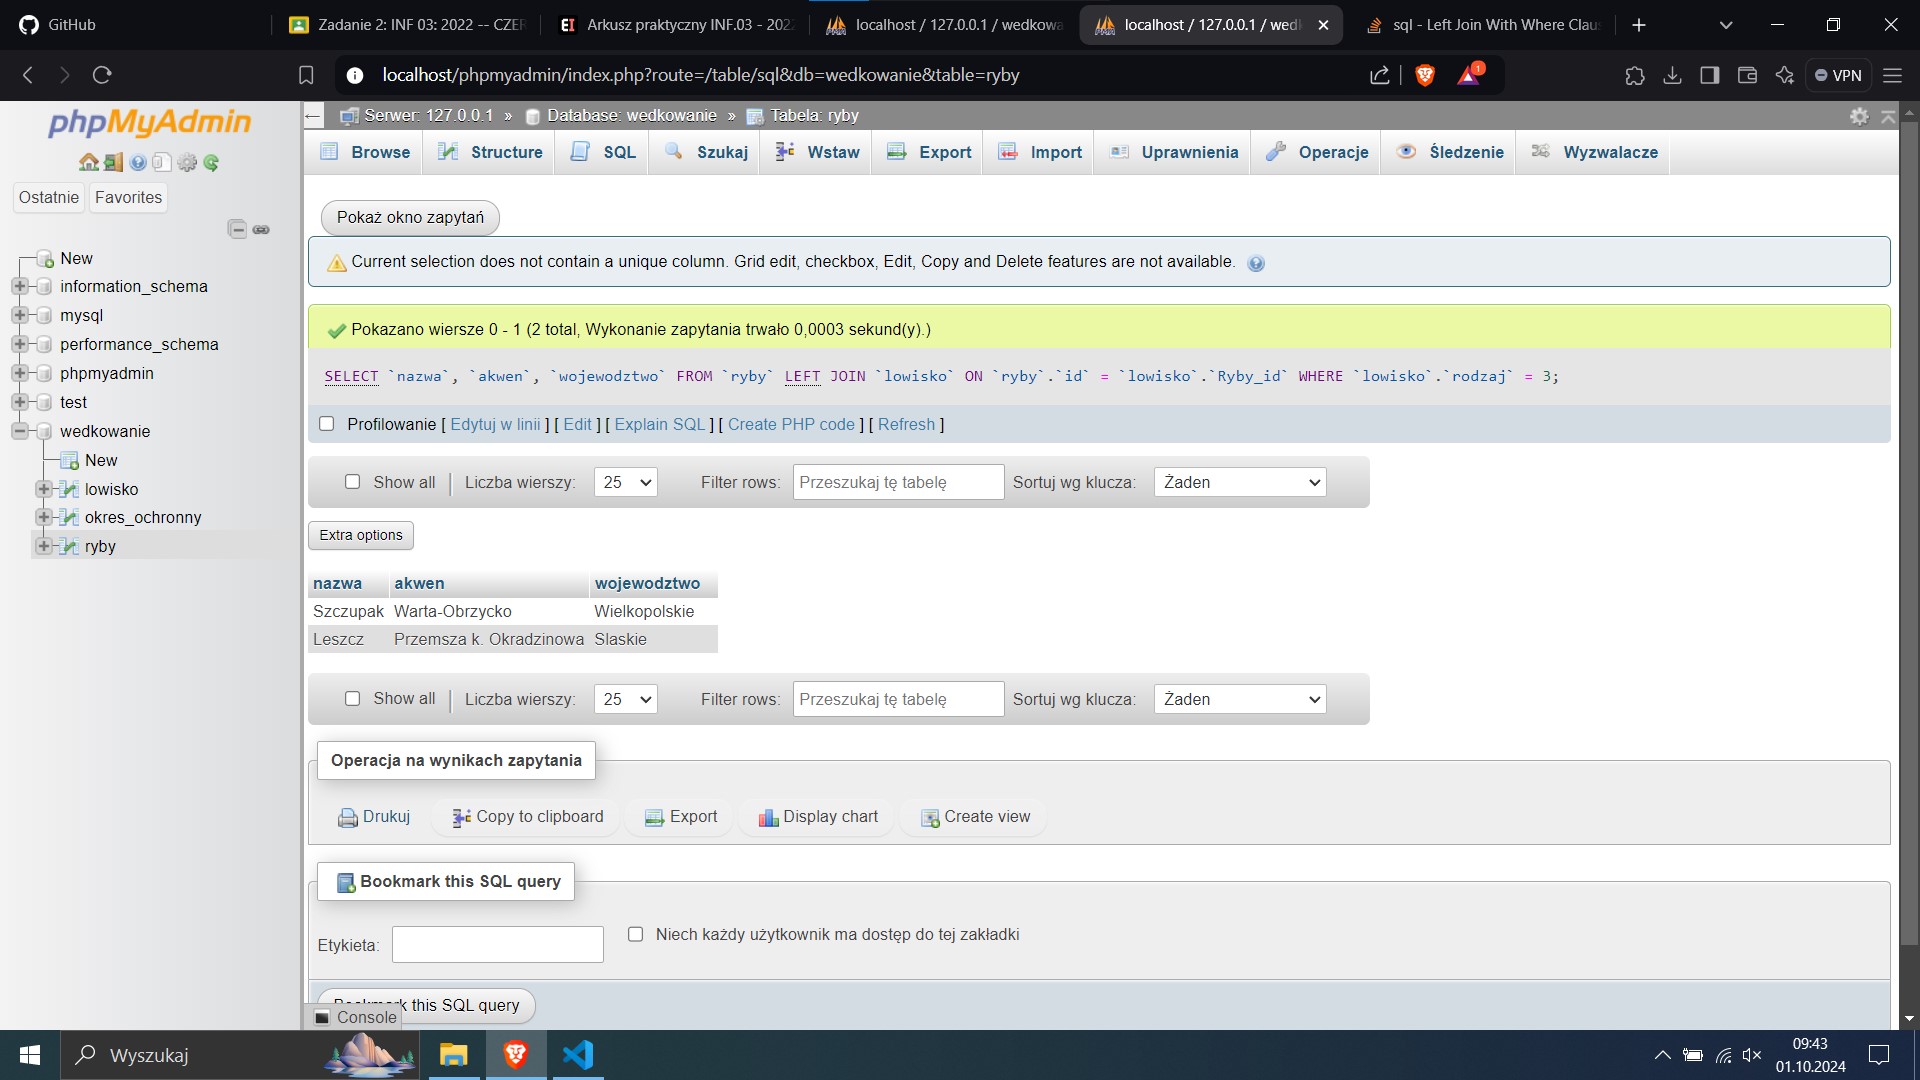 GitHub
Zadanie 2: INF 03: 2022 -- CZER
Arkusz praktyczny INF.03 - 2022
localhost / 127.0.0.1 / wedkowa
localhost / 127.0.0.1 / wedk
sql - Left Join With Where Claus
localhost/phpmyadmin/index.php?route=/table/sql&db=wedkowanie&table=ryby
1
VPN
phpMyAdmin
Serwer: 127.0.0.1 » Database: wedkowanie » Tabela: ryby
Browse
Structure
SQL
Szukaj
Wstaw
Export
Import
Uprawnienia
Operacje
Śledzenie
Wyzwalacze
Ostatnie
Favorites
New
information_schema
mysql
performance_schema
phpmyadmin
test
wedkowanie
New
lowisko
okres_ochronny
ryby
Pokaż okno zapytań
Current selection does not contain a unique column. Grid edit, checkbox, Edit, Copy and Delete features are not available.
Pokazano wiersze 0 - 1 (2 total, Wykonanie zapytania trwało 0,0003 sekund(y).)
SELECT `nazwa`, `akwen`, `wojewodztwo` FROM `ryby` LEFT JOIN `lowisko` ON `ryby`.`id` = `lowisko`.`Ryby_id` WHERE `lowisko`.`rodzaj` = 3;
Profilowanie [ Edytuj w linii ] [ Edit ] [ Explain SQL ] [ Create PHP code ] [ Refresh ]
Show all
Liczba wierszy:
25
Filter rows:
Przeszukaj tę tabelę
Sortuj wg klucza:
Żaden
Extra options
nazwa akwen wojewodztwo
Szczupak Warta-Obrzycko Wielkopolskie
Leszcz Przemsza k. Okradzinowa Slaskie
Show all
Liczba wierszy:
25
Filter rows:
Przeszukaj tę tabelę
Sortuj wg klucza:
Żaden
Operacja na wynikach zapytania
Drukuj
Copy to clipboard
Export
Display chart
Create view
Bookmark this SQL query
Etykieta:
Niech każdy użytkownik ma dostęp do tej zakładki
Bookmark this SQL query
Console
Wyszukaj
09:43
01.10.2024